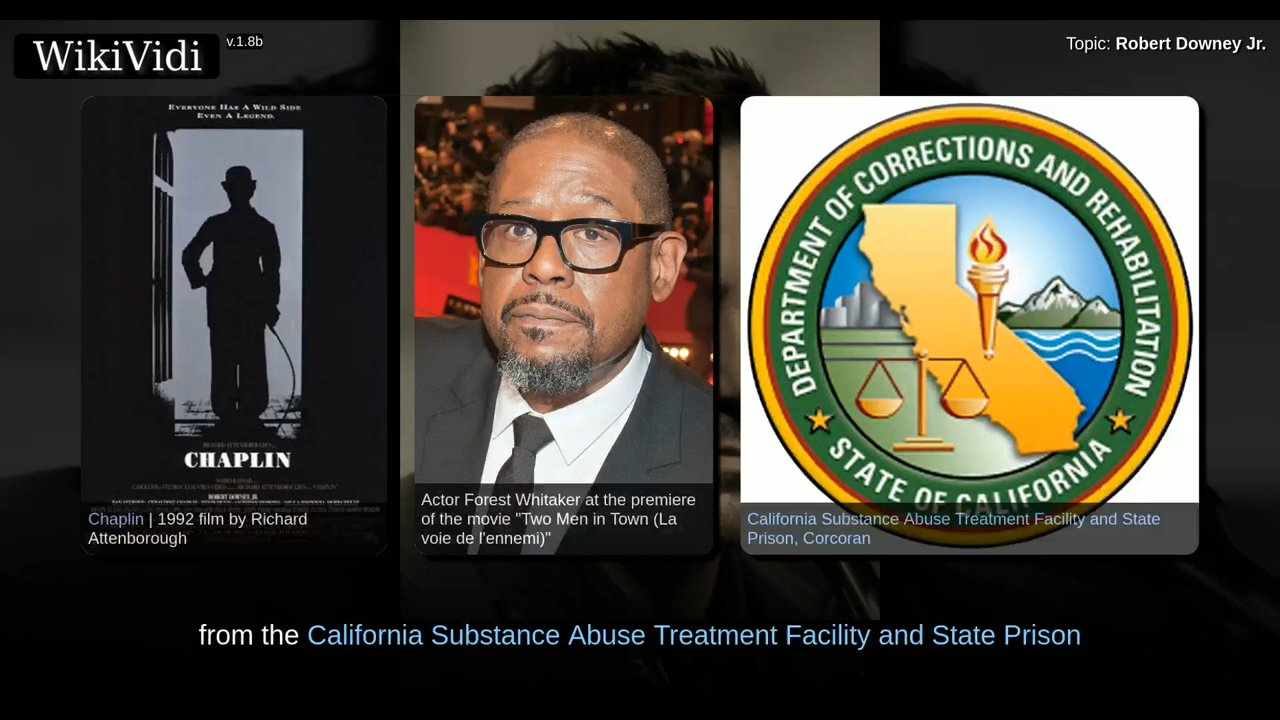 WikiVidi
v.1.8b
Topic: Robert Downey Jr.
EVERYONE HAS A WILD SIDE
EVEN A LEGEND.
CHAPLIN
ROBERT DOWNEY, JR.
Chaplin | 1992 film by Richard
Attenborough
Actor Forest Whitaker at the premiere
of the movie "Two Men in Town (La
voie de l'ennemi)"
DEPARTMENT OF CORRECTIONS AND REHABILITATION
STATE OF CALIFORNIA
California Substance Abuse Treatment Facility and State
Prison, Corcoran
from the California Substance Abuse Treatment Facility and State Prison